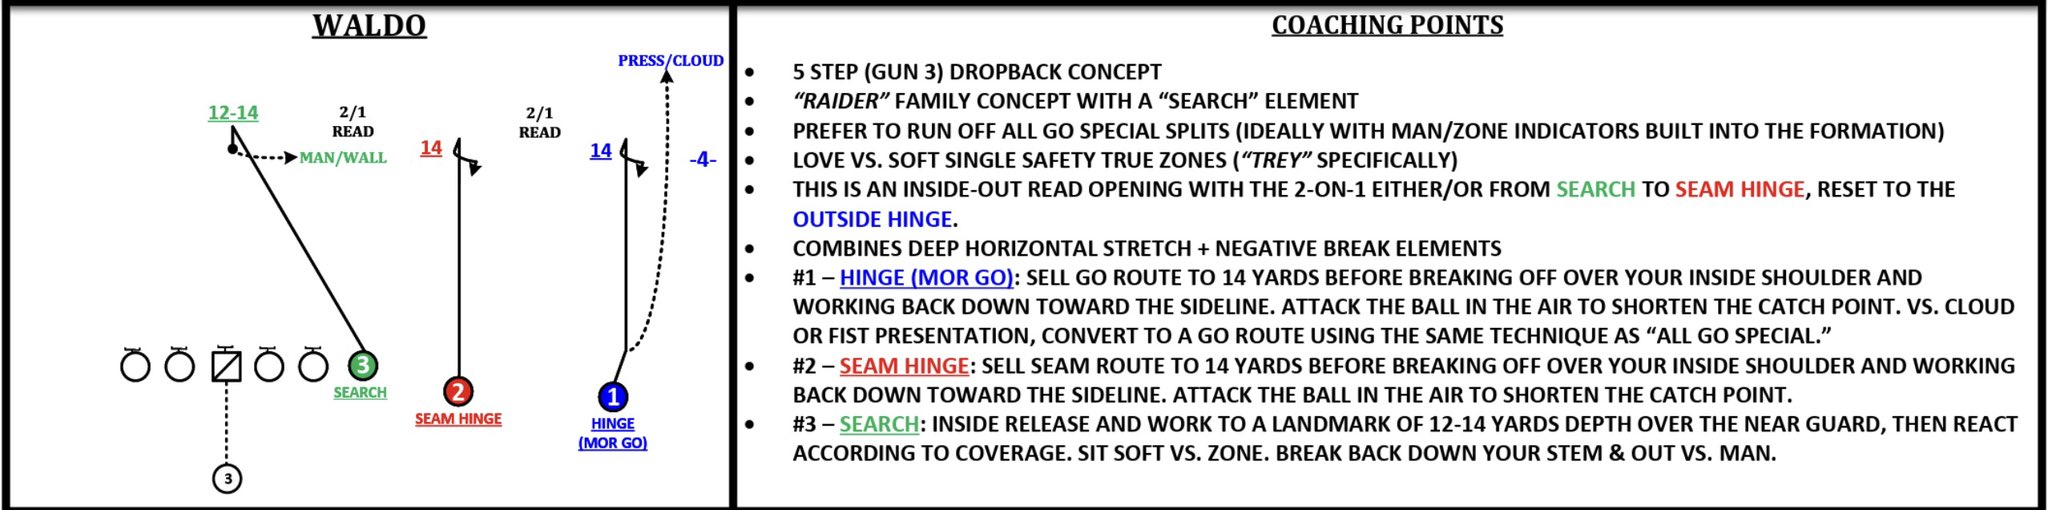 WALDO
PRESS/CLOUD
12-14
2/1
READ
2/1
READ
MAN/WALL
14
14
-4-
3
SEARCH
2
SEAM HINGE
1
HINGE
(MOR GO)
3
COACHING POINTS
• 5 STEP (GUN 3) DROPBACK CONCEPT
• “RAIDER” FAMILY CONCEPT WITH A “SEARCH” ELEMENT
• PREFER TO RUN OFF ALL GO SPECIAL SPLITS (IDEALLY WITH MAN/ZONE INDICATORS BUILT INTO THE FORMATION)
• LOVE VS. SOFT SINGLE SAFETY TRUE ZONES (“TREY” SPECIFICALLY)
• THIS IS AN INSIDE-OUT READ OPENING WITH THE 2-ON-1 EITHER/OR FROM SEARCH TO SEAM HINGE, RESET TO THE
OUTSIDE HINGE.
• COMBINES DEEP HORIZONTAL STRETCH + NEGATIVE BREAK ELEMENTS
• #1 – HINGE (MOR GO): SELL GO ROUTE TO 14 YARDS BEFORE BREAKING OFF OVER YOUR INSIDE SHOULDER AND
WORKING BACK DOWN TOWARD THE SIDELINE. ATTACK THE BALL IN THE AIR TO SHORTEN THE CATCH POINT. VS. CLOUD
OR FIST PRESENTATION, CONVERT TO A GO ROUTE USING THE SAME TECHNIQUE AS “ALL GO SPECIAL.”
• #2 – SEAM HINGE: SELL SEAM ROUTE TO 14 YARDS BEFORE BREAKING OFF OVER YOUR INSIDE SHOULDER AND WORKING
BACK DOWN TOWARD THE SIDELINE. ATTACK THE BALL IN THE AIR TO SHORTEN THE CATCH POINT.
• #3 – SEARCH: INSIDE RELEASE AND WORK TO A LANDMARK OF 12-14 YARDS DEPTH OVER THE NEAR GUARD, THEN REACT
ACCORDING TO COVERAGE. SIT SOFT VS. ZONE. BREAK BACK DOWN YOUR STEM & OUT VS. MAN.